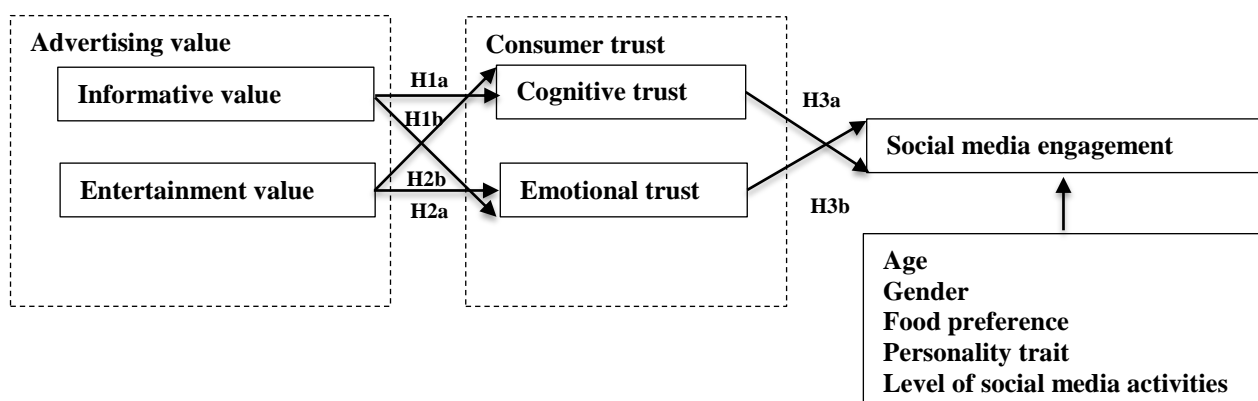 Advertising value
Informative value
Entertainment value
H1a
H1b
H2b
H2a
Consumer trust
Cognitive trust
Emotional trust
H3a
H3b
Social media engagement
Age
Gender
Food preference
Personality trait
Level of social media activities